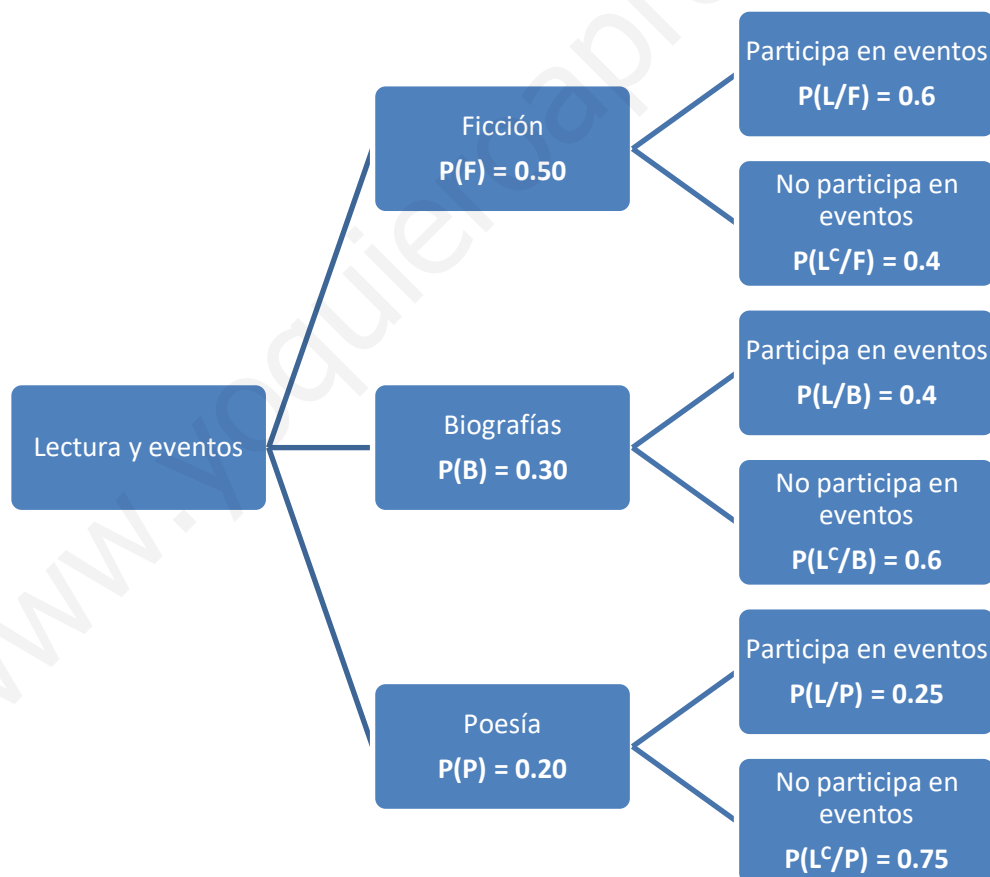 Lectura y eventos
Ficción
P(F) = 0.50
Participa en eventos
P(L/F) = 0.6
No participa en
eventos
P(Lᶜ/F) = 0.4
Biografías
P(B) = 0.30
Participa en eventos
P(L/B) = 0.4
No participa en
eventos
P(Lᶜ/B) = 0.6
Poesía
P(P) = 0.20
Participa en eventos
P(L/P) = 0.25
No participa en
eventos
P(Lᶜ/P) = 0.75